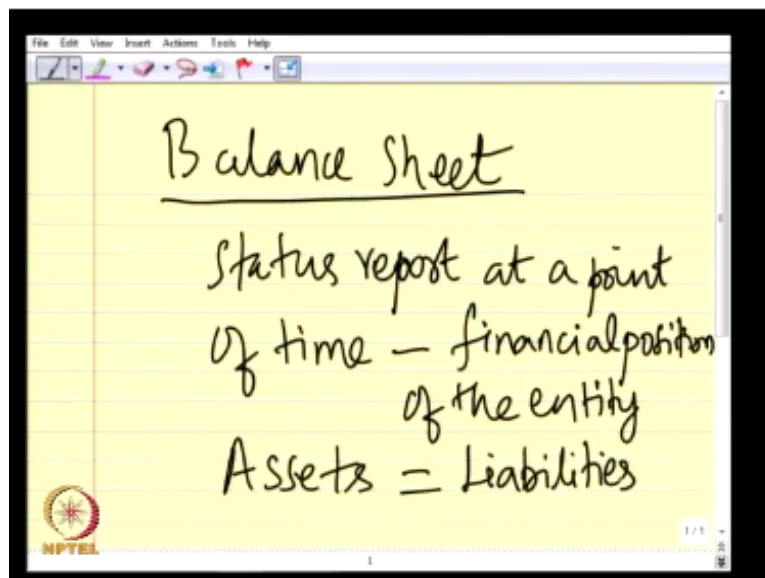 File Edit View Insert Actions Tools Help
Balance Sheet
Status report at a point
of time – financial position
of the entity
Assets = Liabilities
NPTEL
1/1
1